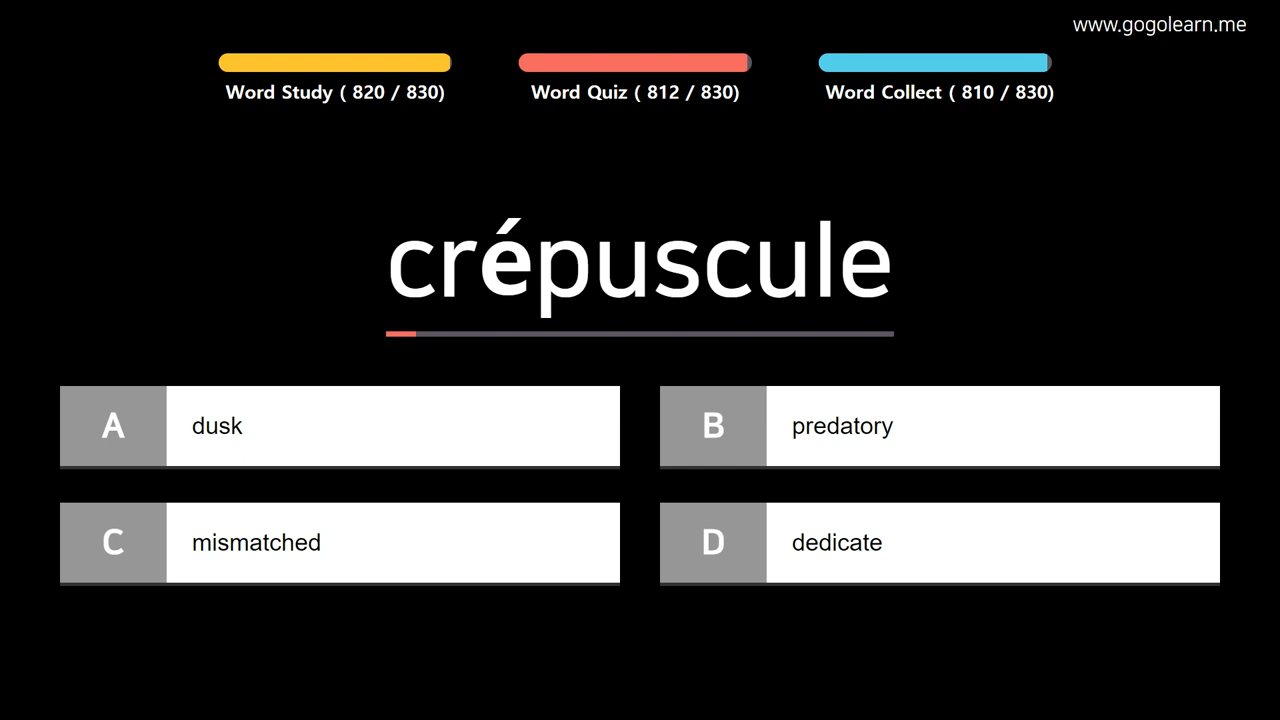 www.gogolearn.me
Word Study ( 820 / 830)
Word Quiz ( 812 / 830)
Word Collect ( 810 / 830)
crépuscule
A dusk
B predatory
C mismatched
D dedicate